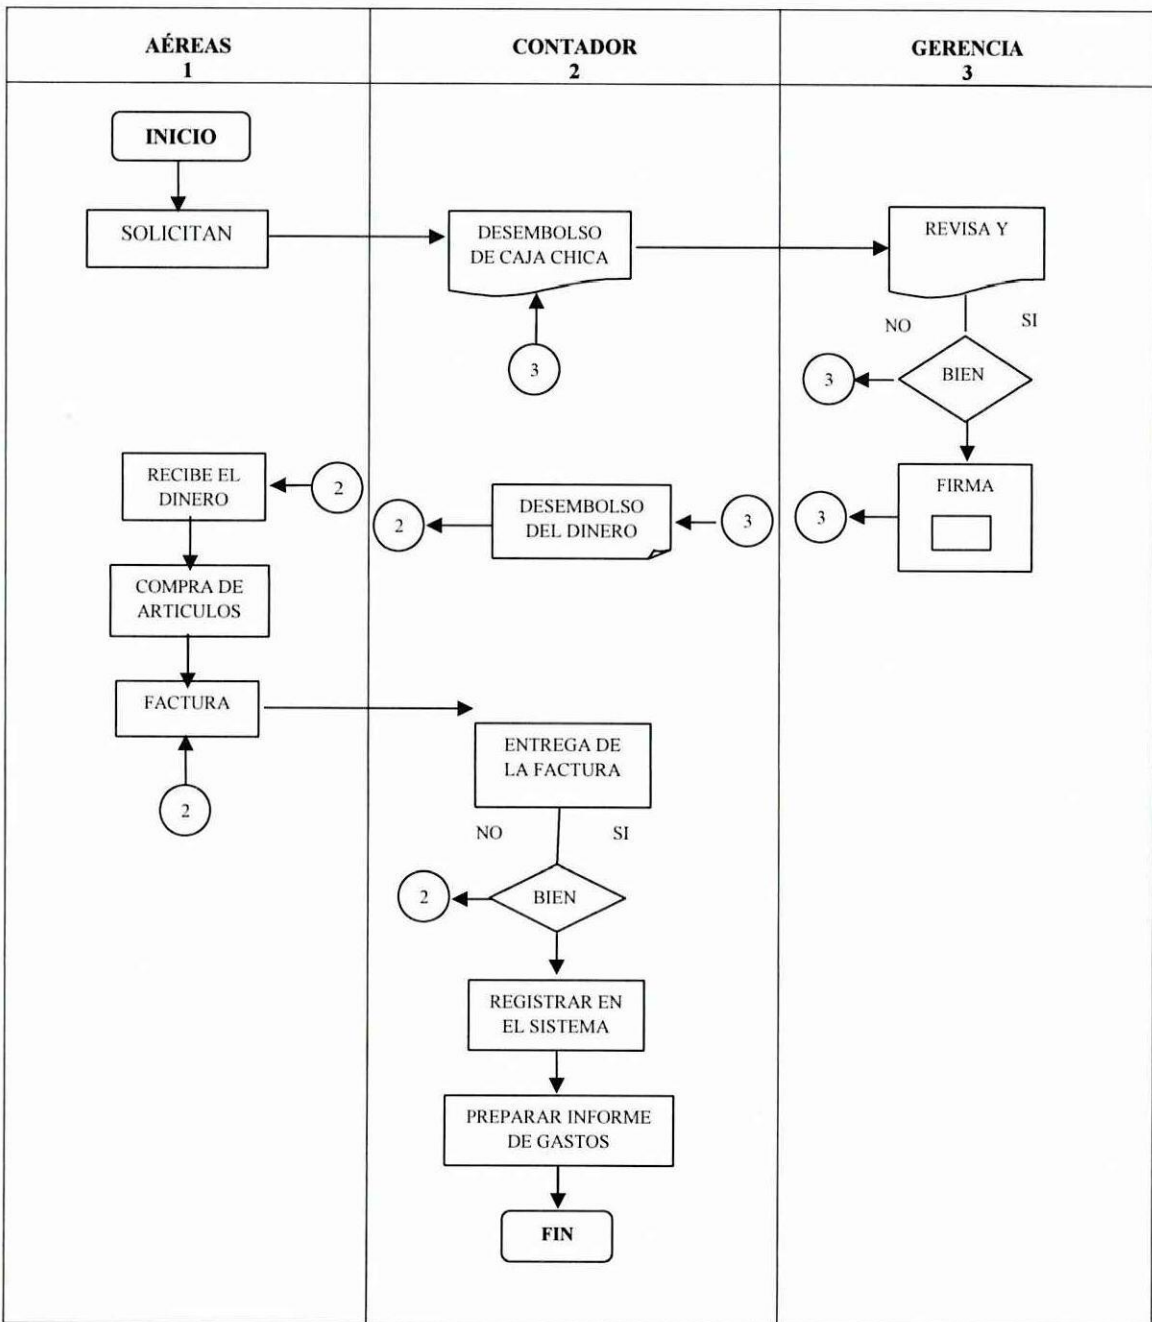 AÉREAS
1
CONTADOR
2
GERENCIA
3
INICIO
SOLICITAN
DESEMBOLSO
DE CAJA CHICA
REVISA Y
3
NO
SI
BIEN
3
RECIBE EL
DINERO
2
DESEMBOLSO
DEL DINERO
2
3
FIRMA
3
COMPRA DE
ARTICULOS
FACTURA
2
ENTREGA DE
LA FACTURA
NO
SI
BIEN
2
REGISTRAR EN
EL SISTEMA
PREPARAR INFORME
DE GASTOS
FIN